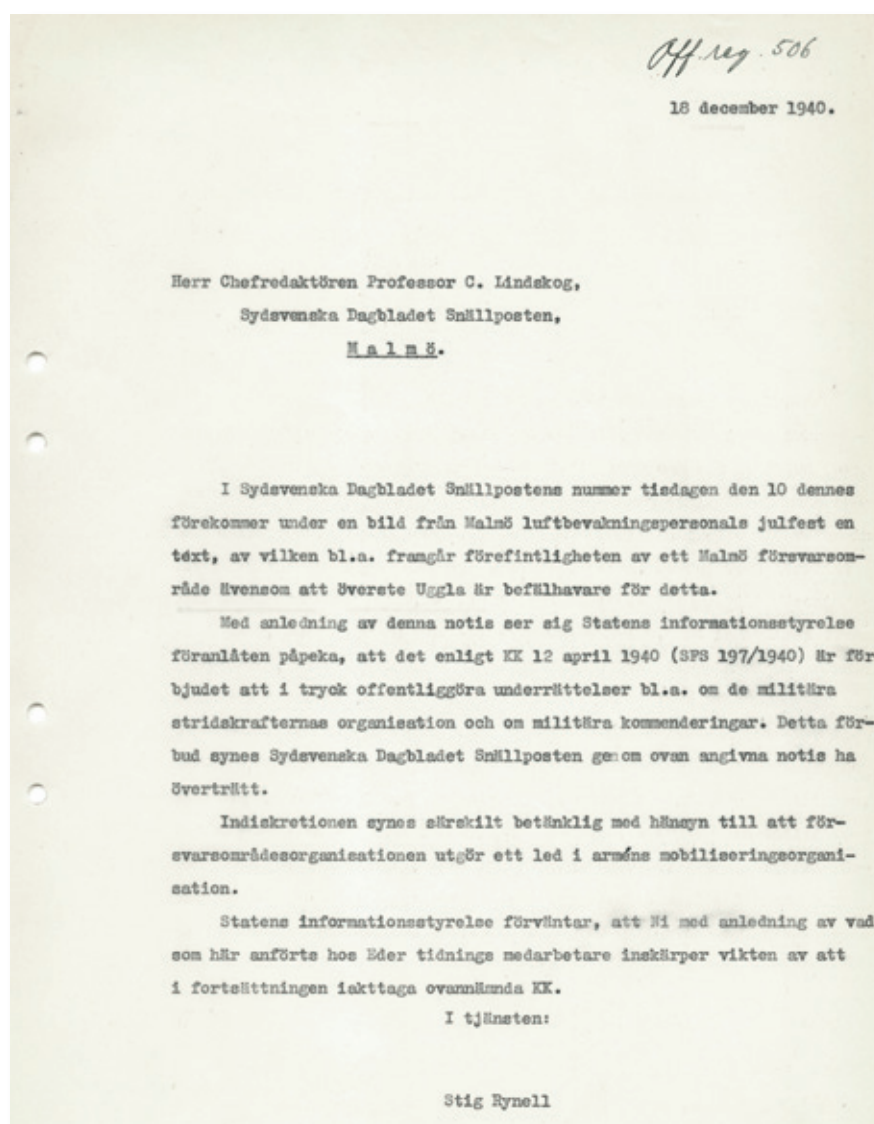 Off. reg. 506
18 december 1940.
Herr Chefredaktören Professor C. Lindskog,
Sydsvenska Dagbladet Snällposten,
Malmö.
I Sydsvenska Dagbladet Snällpostens nummer tisdagen den 10 dennes
förekommer under en bild från Malmö luftbevakningspersonals julfest en
text, av vilken bl.a. framgår förefintligheten av ett Malmö försvarsom-
råde ävensom att överste Uggla är befälhavare för detta.
Med anledning av denna notis ser sig Statens informationsstyrelse
föranlåten påpeka, att det enligt KK 12 april 1940 (SFS 197/1940) är för
bjudet att i tryck offentliggöra underrättelser bl.a. om de militära
stridskrafternas organisation och om militära kommenderingar. Detta för-
bud synes Sydsvenska Dagbladet Snällposten genom ovan angivna notis ha
överträtt.
Indiskretionen synes särskilt betänklig med hänsyn till att för-
svarsområdesorganisationen utgör ett led i arméns mobiliseringsorgani-
sation.
Statens informationsstyrelse förväntar, att Ni med anledning av vad
som här anförts hos Eder tidnings medarbetare inskärper vikten av att
i fortsättningen iakttaga ovannämnda KK.
I tjänsten:
Stig Rynell